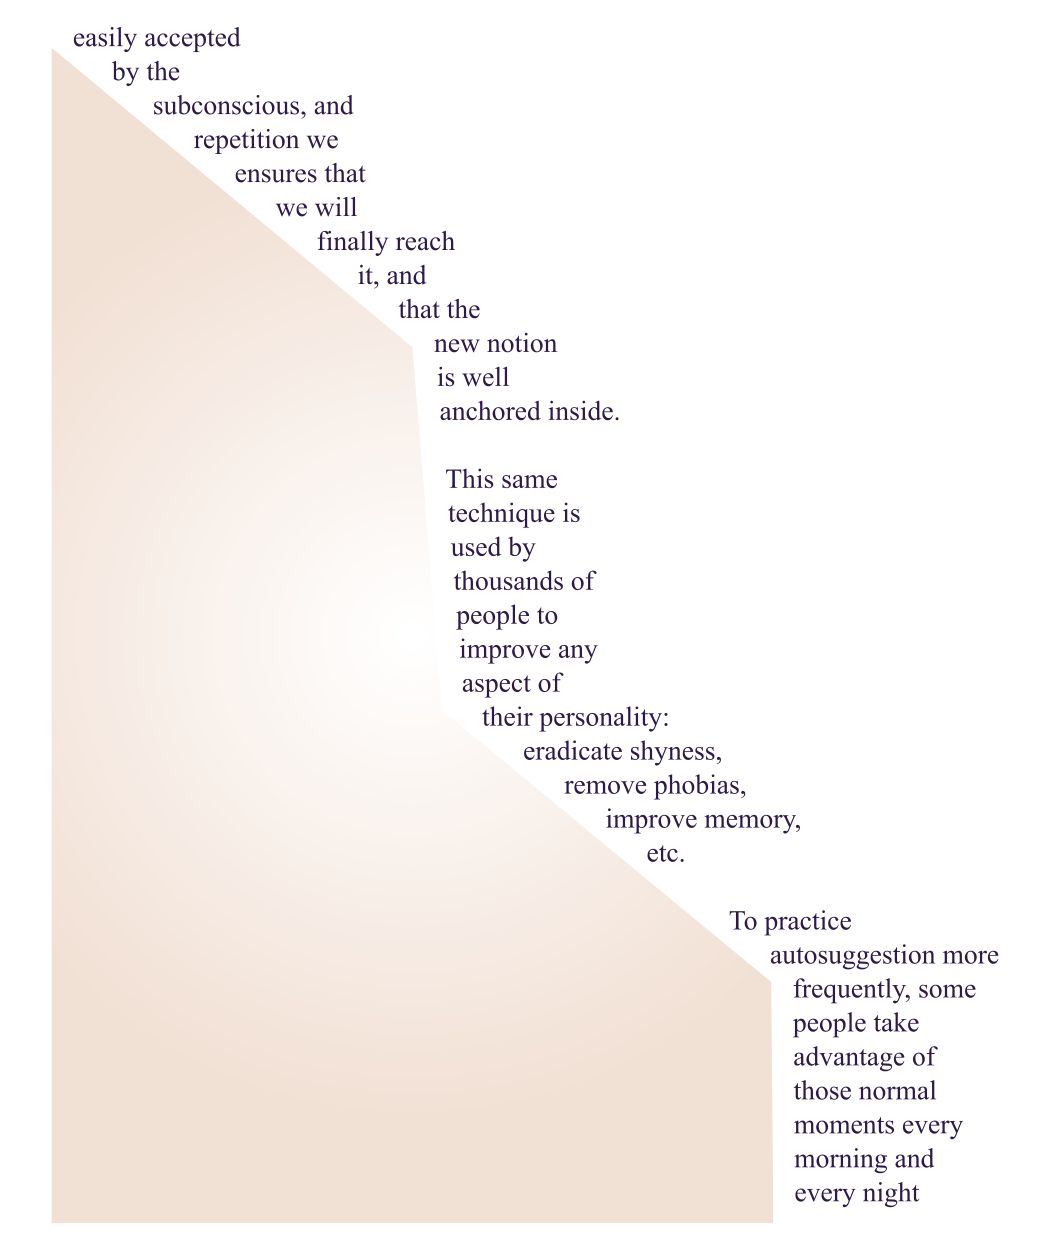 easily accepted
by the
subconscious, and
repetition we
ensures that
we will
finally reach
it, and
that the
new notion
is well
anchored inside.
This same
technique is
used by
thousands of
people to
improve any
aspect of
their personality:
eradicate shyness,
remove phobias,
improve memory,
etc.
To practice
autosuggestion more
frequently, some
people take
advantage of
those normal
moments every
morning and
every night